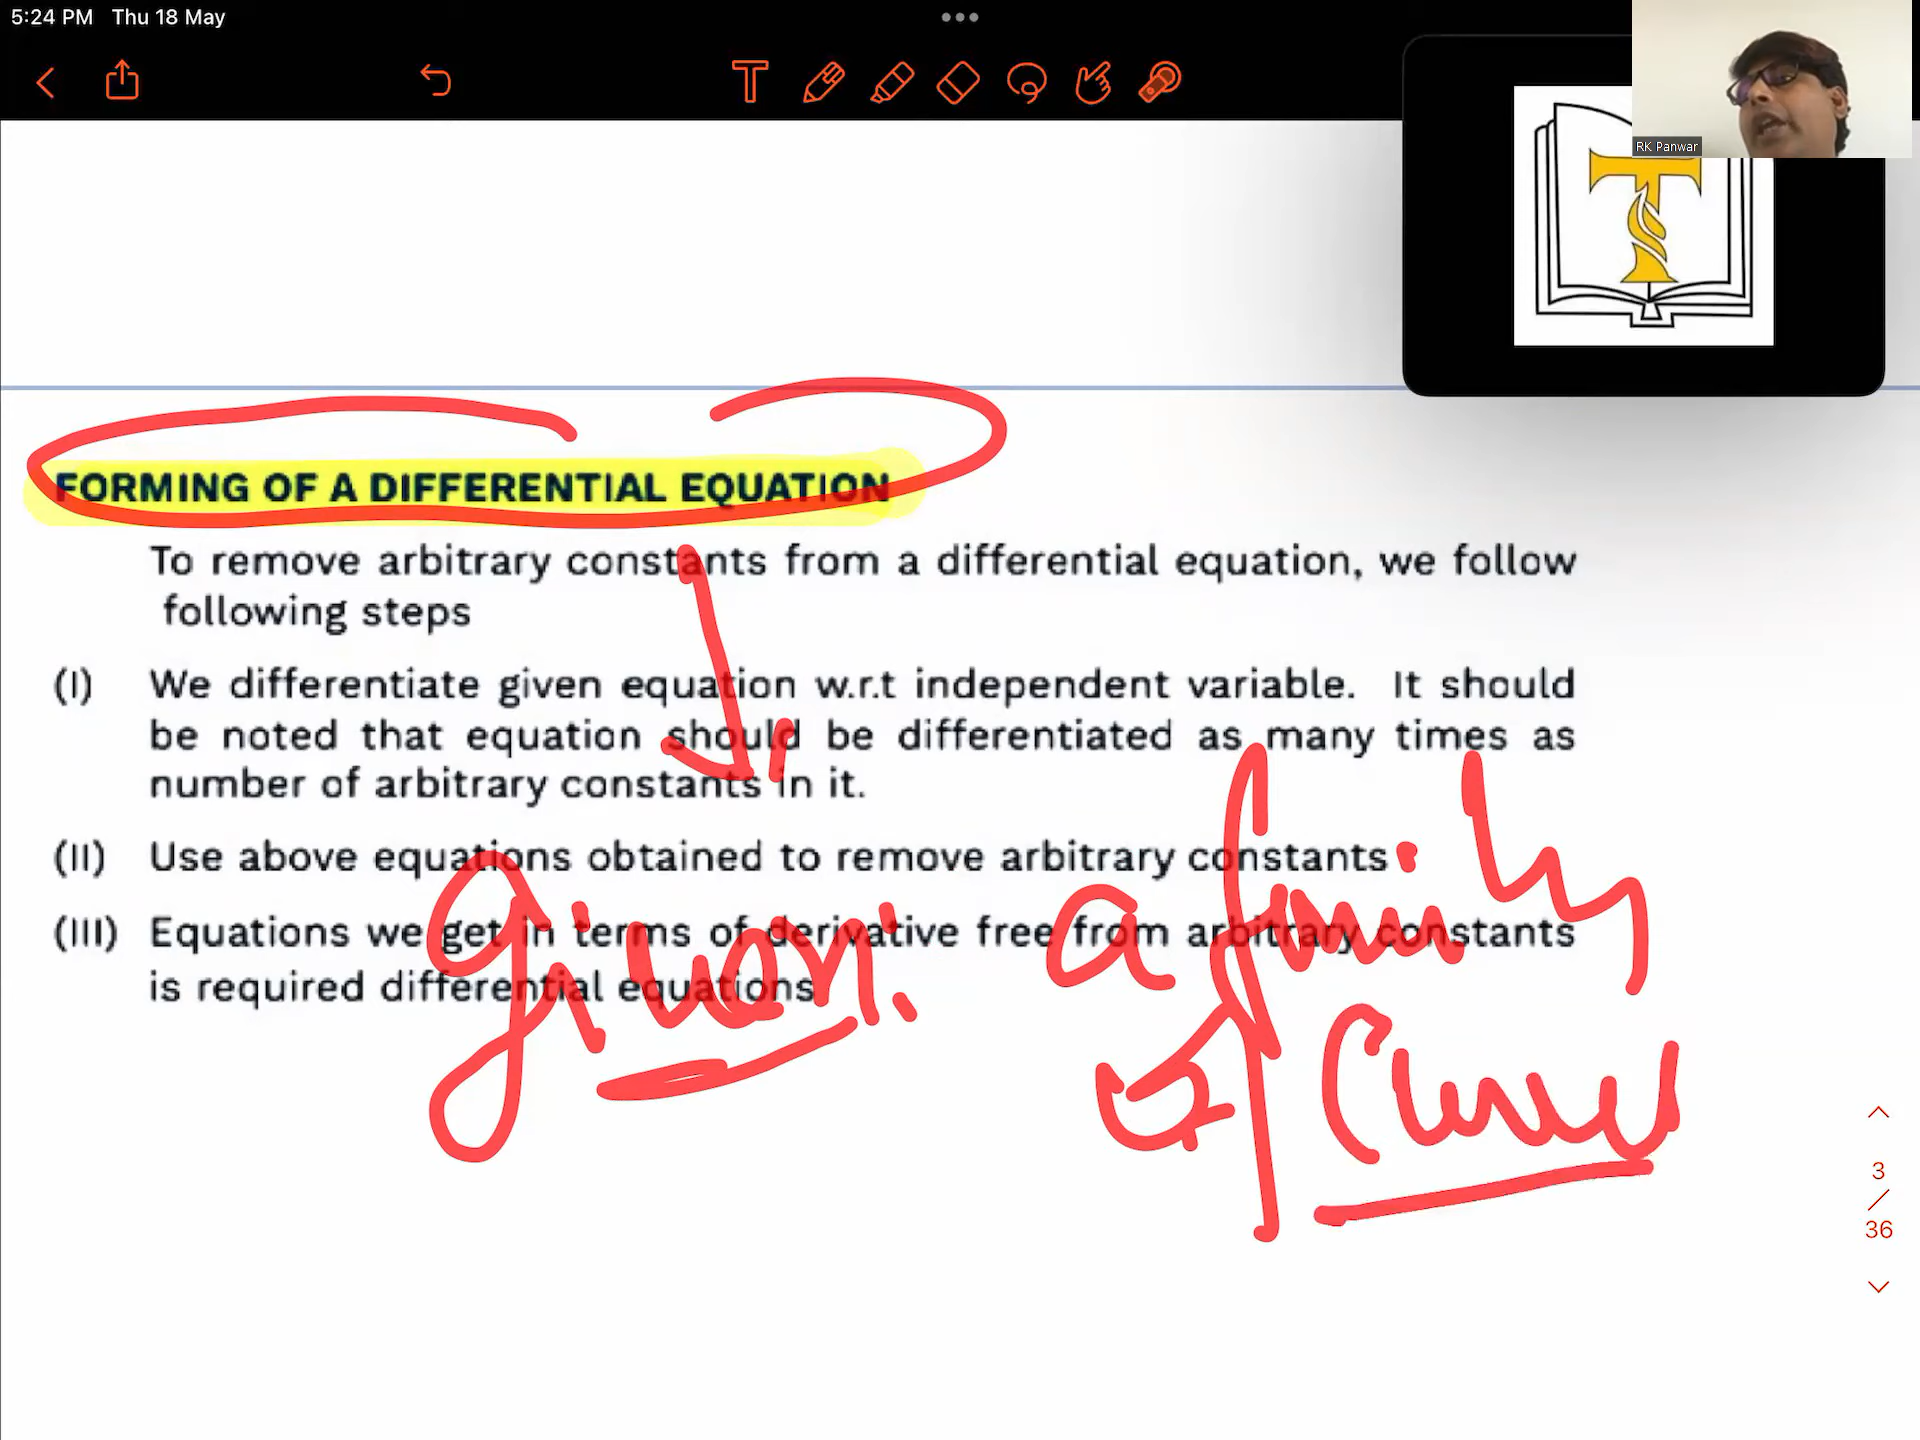 5:24 PM Thu 18 May
RK Panwar
T
FORMING OF A DIFFERENTIAL EQUATION
To remove arbitrary constants from a differential equation, we follow
following steps
(I) We differentiate given equation w.r.t independent variable. It should
be noted that equation should be differentiated as many times as
number of arbitrary constants in it.
(II) Use above equations obtained to remove arbitrary constants
(III) Equations we get in terms of derivative free from arbitrary constants
is required differential equations
Given: a family
of Curves
3
/
36